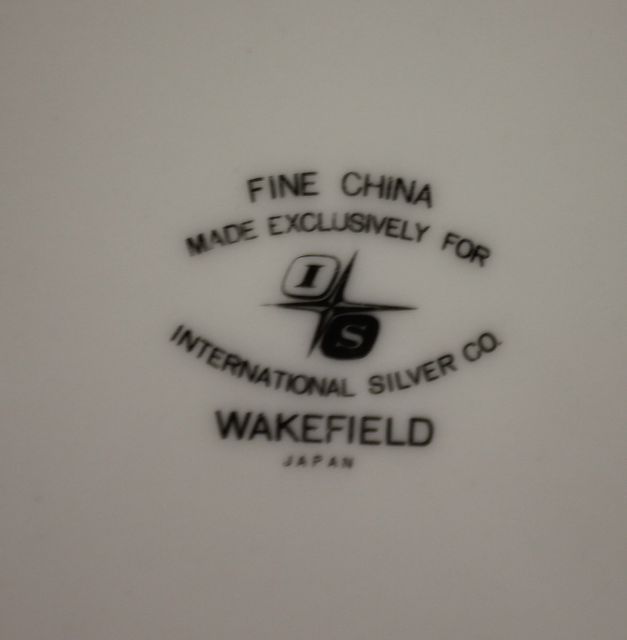 FINE CHINA
MADE EXCLUSIVELY FOR
I
S
INTERNATIONAL SILVER CO.
WAKEFIELD
JAPAN